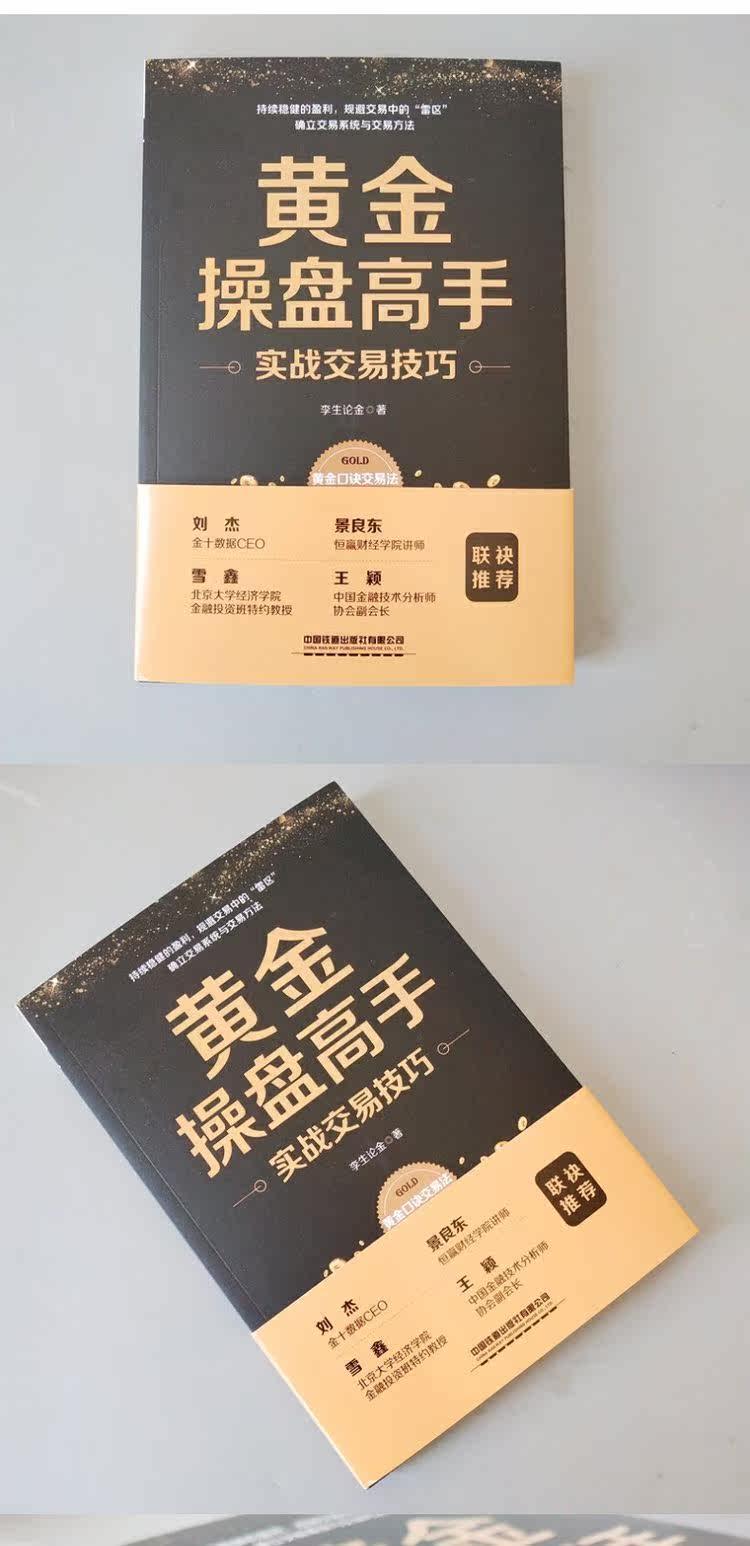 持续稳健的盈利，规避交易中的“雷区”
确立交易系统与交易方法
黄金
操盘高手
实战交易技巧
李生论金◎著
GOLD
黄金口诀交易法
刘 杰
金十数据CEO
景良东
恒赢财经学院讲师
雪 鑫
北京大学经济学院
金融投资班特约教授
王 颖
中国金融技术分析师
协会副会长
联袂
推荐
中国铁道出版社有限公司
CHINA RAILWAY PUBLISHING HOUSE CO., LTD.
持续稳健的盈利，规避交易中的“雷区”
确立交易系统与交易方法
黄金
操盘高手
实战交易技巧
李生论金◎著
GOLD
黄金口诀交易法
刘 杰
金十数据CEO
景良东
恒赢财经学院讲师
雪 鑫
北京大学经济学院
金融投资班特约教授
王 颖
中国金融技术分析师
协会副会长
联袂
推荐
中国铁道出版社有限公司
CHINA RAILWAY PUBLISHING HOUSE CO., LTD.